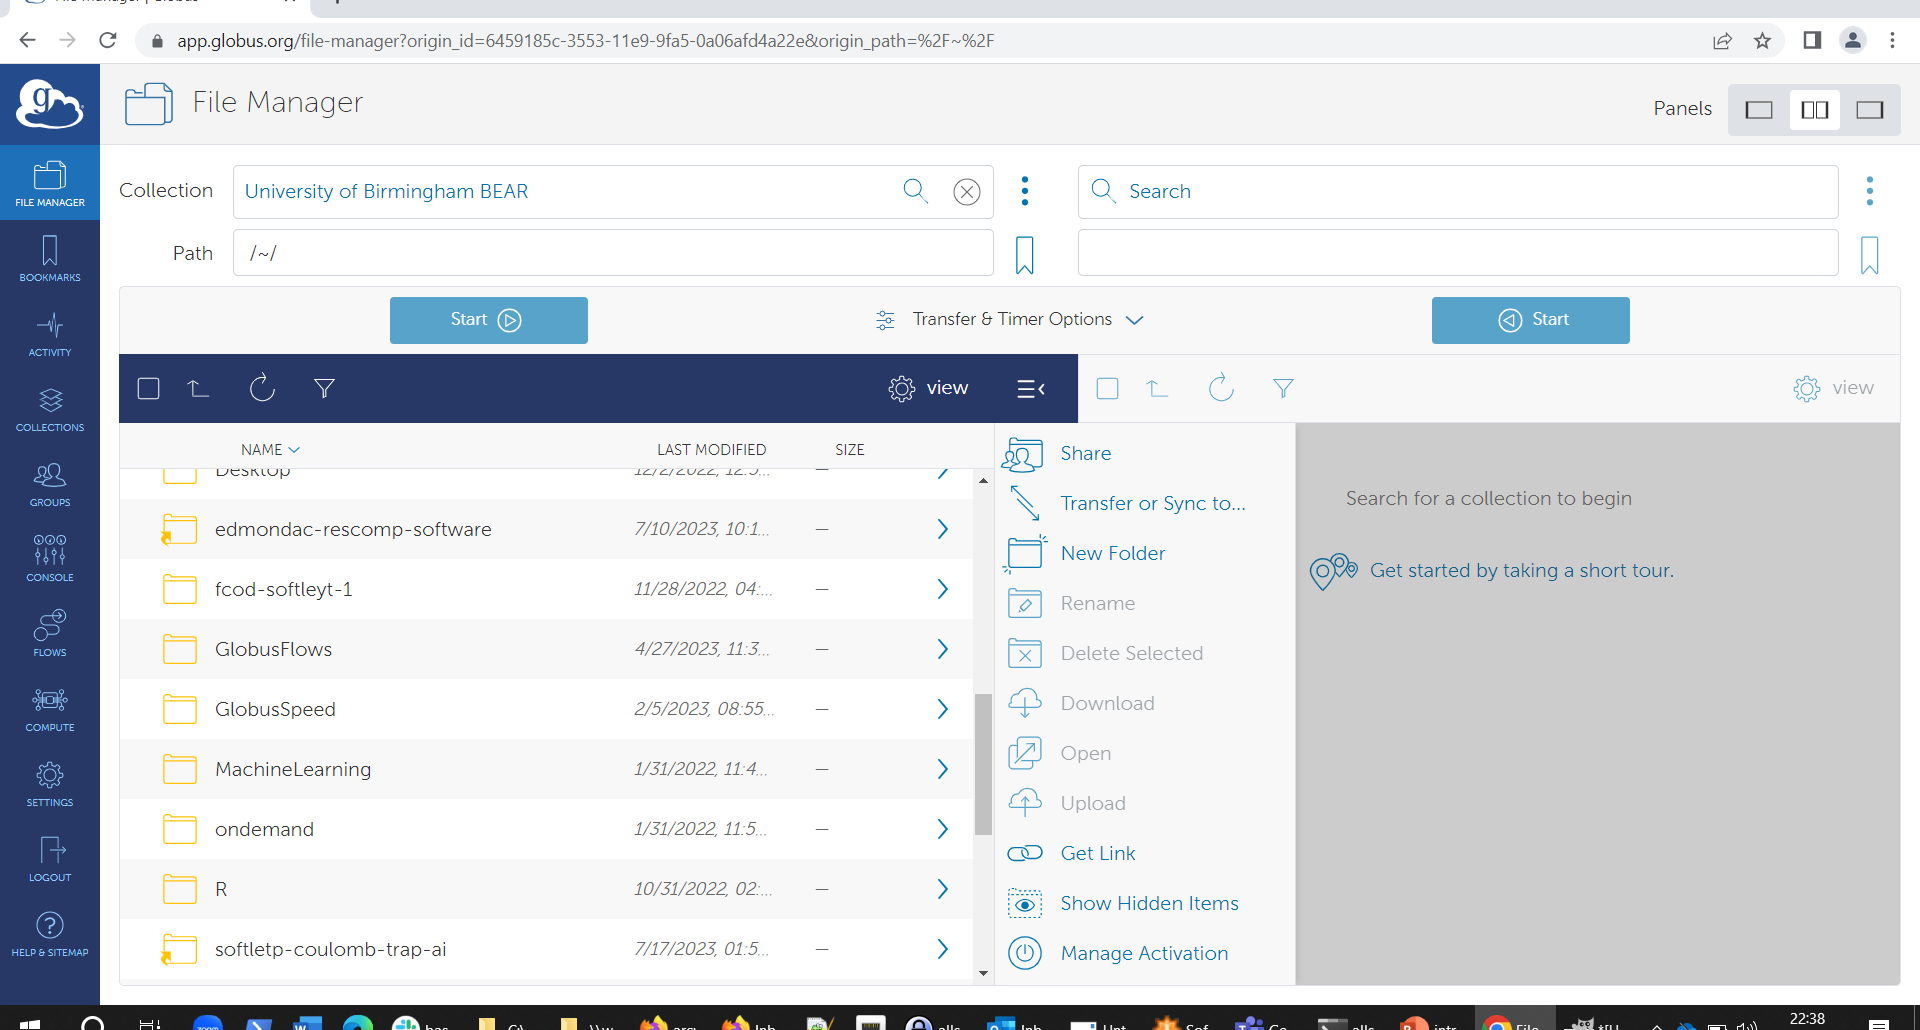 app.globus.org/file-manager?origin_id=6459185c-3553-11e9-9fa5-0a06afd4a22e&origin_path=%2F~%2F
File Manager
Panels
FILE MANAGER
BOOKMARKS
ACTIVITY
COLLECTIONS
GROUPS
CONSOLE
FLOWS
COMPUTE
SETTINGS
LOGOUT
HELP & SITEMAP
Collection
University of Birmingham BEAR
Search
Path
/~/
Start
Transfer & Timer Options
Start
view
view
NAME LAST MODIFIED SIZE
Desktop 12/2/2022, 12:5... —
edmondac-rescomp-software 7/10/2023, 10:1... —
fcod-softleyt-1 11/28/2022, 04:... —
GlobusFlows 4/27/2023, 11:3... —
GlobusSpeed 2/5/2023, 08:55... —
MachineLearning 1/31/2022, 11:4... —
ondemand 1/31/2022, 11:5... —
R 10/31/2022, 02:... —
softletp-coulomb-trap-ai 7/17/2023, 01:5... —
Share
Transfer or Sync to...
New Folder
Rename
Delete Selected
Download
Open
Upload
Get Link
Show Hidden Items
Manage Activation
Search for a collection to begin
Get started by taking a short tour.
22:38